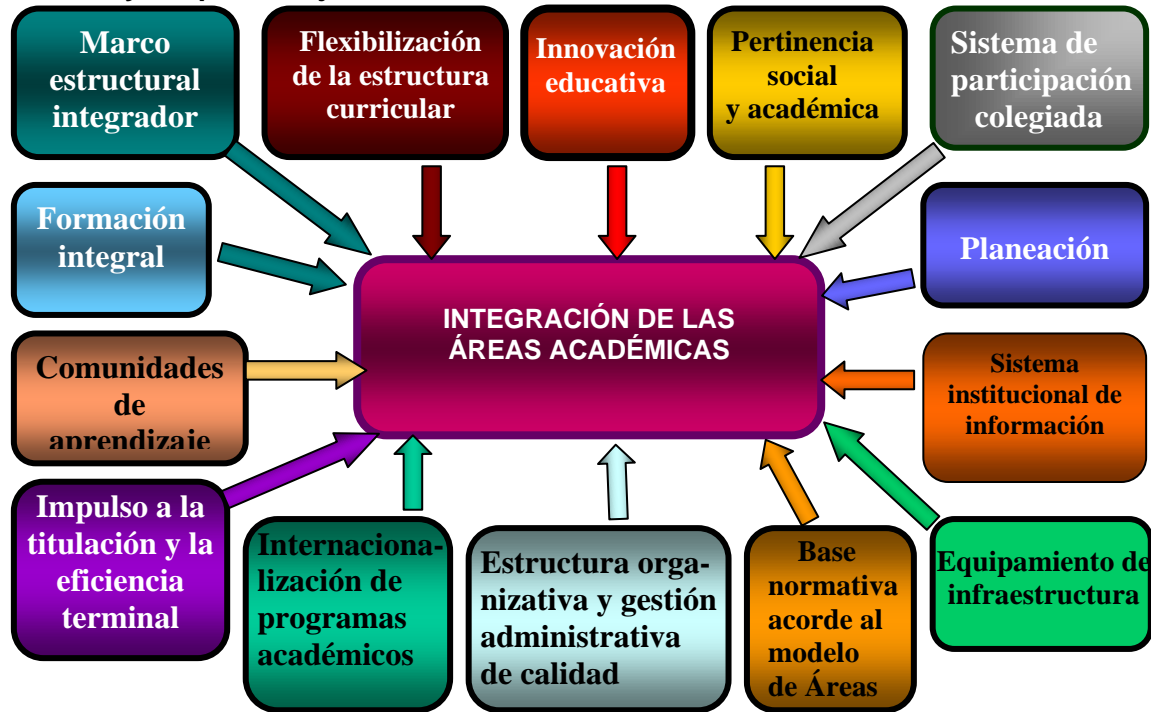 Marco
estructural
integrador
Flexibilización
de la estructura
curricular
Innovación
educativa
Pertinencia
social
y académica
Sistema de
participación
colegiada
Formación
integral
Planeación
INTEGRACIÓN DE LAS
ÁREAS ACADÉMICAS
Comunidades
de
aprendizaje
Sistema
institucional de
información
Impulso a la
titulación y la
eficiencia
terminal
Internaciona-
lización de
programas
académicos
Estructura orga-
nizativa y gestión
administrativa
de calidad
Base
normativa
acorde al
modelo
de Áreas
Equipamiento de
infraestructura